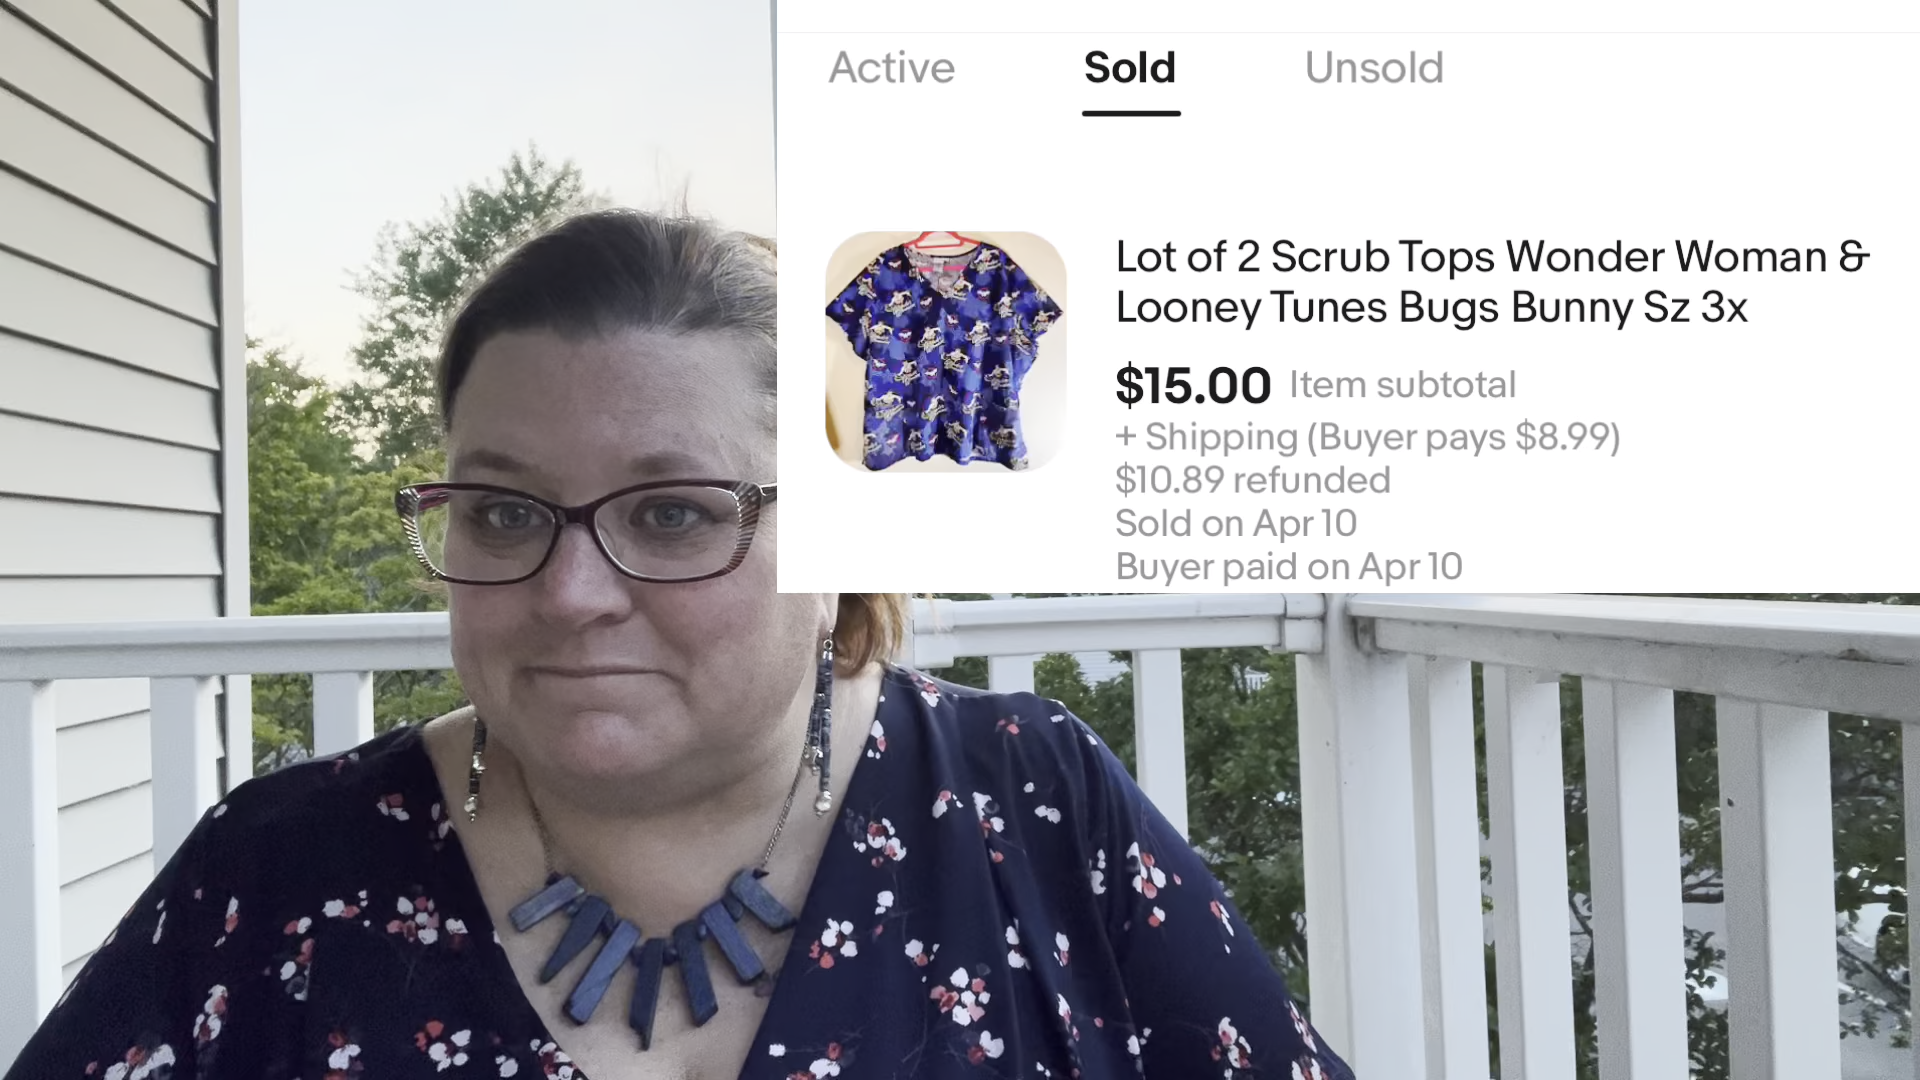 Active Sold Unsold
Lot of 2 Scrub Tops Wonder Woman &
Looney Tunes Bugs Bunny Sz 3x
$15.00 Item subtotal
+ Shipping (Buyer pays $8.99)
$10.89 refunded
Sold on Apr 10
Buyer paid on Apr 10